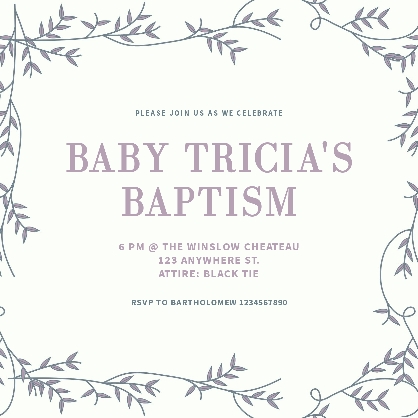 PLEASE JOIN US AS WE CELEBRATE
BABY TRICIA'S
BAPTISM
6 PM @ THE WINSLOW CHEATEAU
123 ANYWHERE ST.
ATTIRE: BLACK TIE
RSVP TO BARTHOLOMEW 1234567890